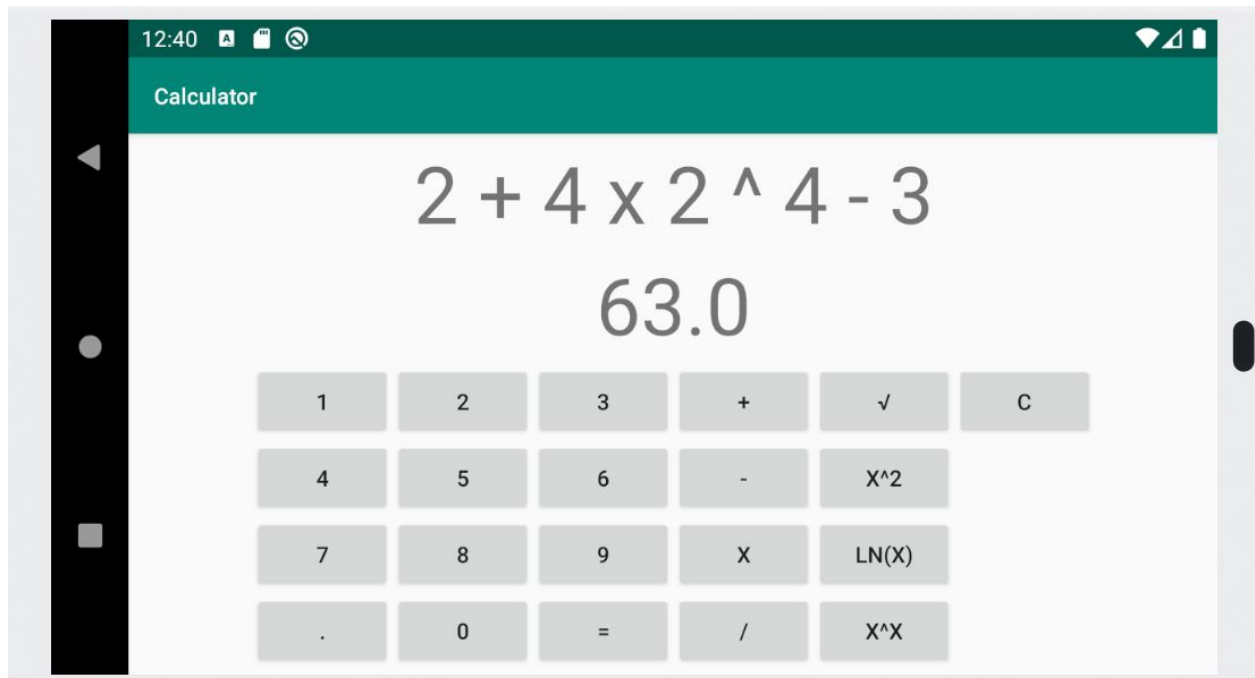 12:40
Calculator
2 + 4 x 2 ^ 4 - 3
63.0
1 2 3 + √ C
4 5 6 - X^2
7 8 9 X LN(X)
. 0 = / X^X